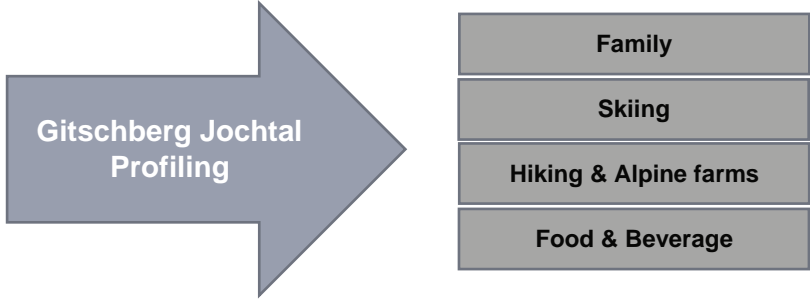 Gitschberg Jochtal
Profiling
Family
Skiing
Hiking & Alpine farms
Food & Beverage